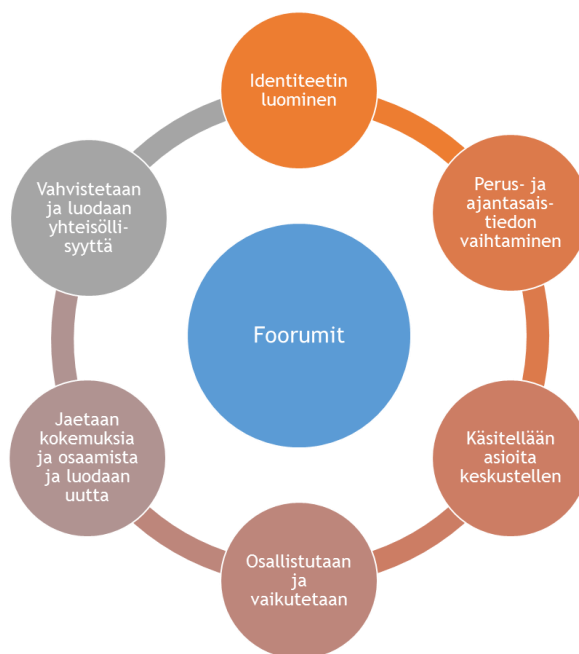 Identiteetin
luominen
Perus- ja
ajantasais-
tiedon
vaihtaminen
Käsitellään
asioita
keskustellen
Osallistutaan
ja
vaikutetaan
Jaetaan
kokemuksia
ja osaamista
ja luodaan
uutta
Vahvistetaan
ja luodaan
yhteisölli-
syyttä
Foorumit